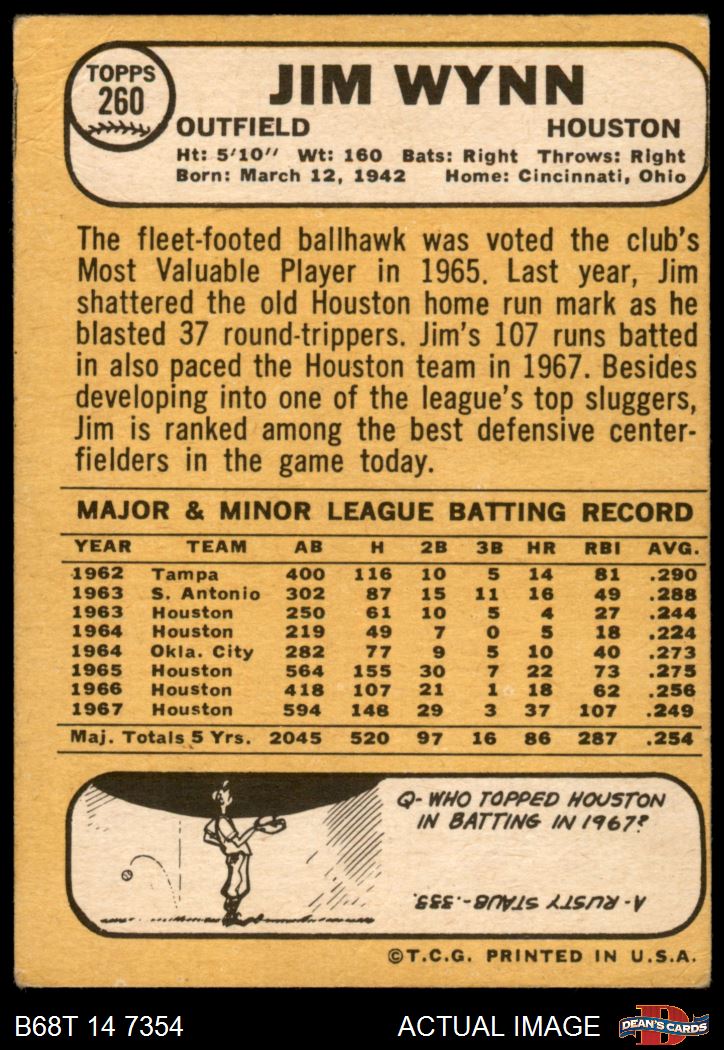 TOPPS
260
JIM WYNN
OUTFIELD HOUSTON
Ht: 5'10" Wt: 160 Bats: Right Throws: Right
Born: March 12, 1942 Home: Cincinnati, Ohio
The fleet-footed ballhawk was voted the club's
Most Valuable Player in 1965. Last year, Jim
shattered the old Houston home run mark as he
blasted 37 round-trippers. Jim's 107 runs batted
in also paced the Houston team in 1967. Besides
developing into one of the league's top sluggers,
Jim is ranked among the best defensive center-
fielders in the game today.
MAJOR & MINOR LEAGUE BATTING RECORD
YEAR TEAM AB H 2B 3B HR RBI AVG.
1962 Tampa 400 116 10 5 14 81 .290
1963 S. Antonio 302 87 15 11 16 49 .288
1963 Houston 250 61 10 5 4 27 .244
1964 Houston 219 49 7 0 5 18 .224
1964 Okla. City 282 77 9 5 10 40 .273
1965 Houston 564 155 30 7 22 73 .275
1966 Houston 418 107 21 1 18 62 .256
1967 Houston 594 148 29 3 37 107 .249
Maj. Totals 5 Yrs. 2045 520 97 16 86 287 .254
Q- WHO TOPPED HOUSTON
IN BATTING IN 1967?
A- RUSTY STAUB-.333.
©T.C.G. PRINTED IN U.S.A.
B68T 14 7354 ACTUAL IMAGE
D
DEAN'S CARDS